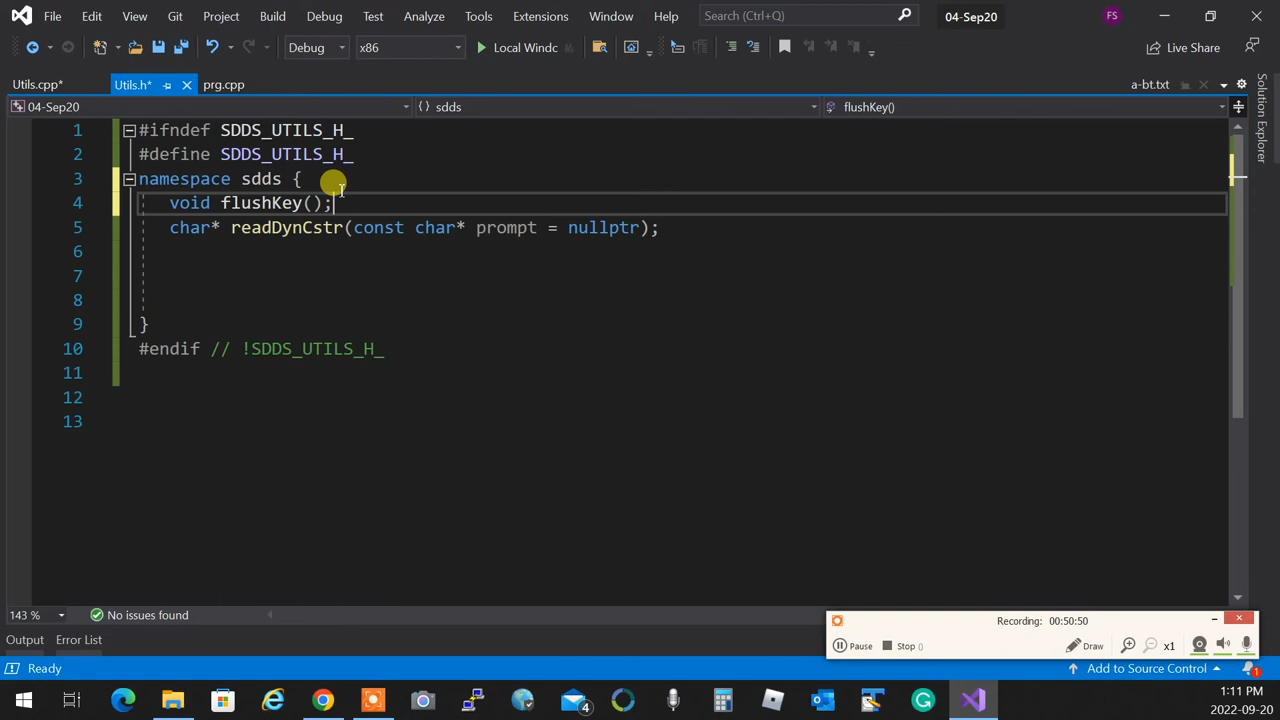 File Edit View Git Project Build Debug Test Analyze Tools Extensions Window Help Search (Ctrl+Q) 04-Sep20 FS
Debug x86 Local Windc Live Share
Utils.cpp* Utils.h* prg.cpp a-bt.txt
04-Sep20 {} sdds flushKey()
Solution Explorer
1 #ifndef SDDS_UTILS_H_
2 #define SDDS_UTILS_H_
3 namespace sdds {
4 void flushKey();
5 char* readDynCstr(const char* prompt = nullptr);
6
7
8
9 }
10 #endif // !SDDS_UTILS_H_
11
12
13
143 % No issues found
Recording: 00:50:50
Pause Stop () Draw x1
Output Error List
Ready Add to Source Control 1
4
1:11 PM
2022-09-20